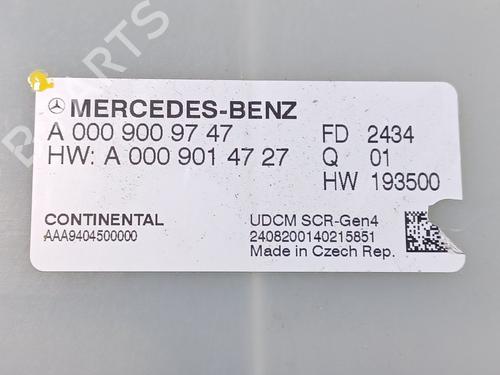 MERCEDES-BENZ
A 000 900 97 47
HW: A 000 901 47 27
FD 2434
Q 01
HW 193500
CONTINENTAL
AAA9404500000
UDCM SCR-Gen4
2408200140215851
Made in Czech Rep.
B-PARTS